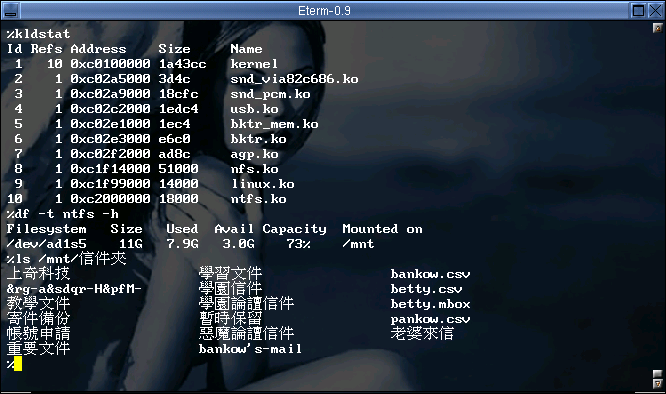 Eterm-0.9
%kldstat
Id Refs Address    Size     Name
 1   10 0xc0100000 1a43cc   kernel
 2    1 0xc02a5000 3d4c     snd_via82c686.ko
 3    1 0xc02a9000 18cfc    snd_pcm.ko
 4    1 0xc02c2000 1edc4    usb.ko
 5    1 0xc02e1000 1ec4     bktr_mem.ko
 6    1 0xc02e3000 e6c0     bktr.ko
 7    1 0xc02f2000 ad8c     agp.ko
 8    1 0xc1f14000 51000    nfs.ko
 9    1 0xc1f99000 14000    linux.ko
10    1 0xc2000000 18000    ntfs.ko
%df -t ntfs -h
Filesystem   Size   Used  Avail Capacity  Mounted on
/dev/ad1s5    11G   7.9G   3.0G    73%    /mnt
%ls /mnt/信件夾
上奇科技 學習文件 bankow.csv
&rg-a&sdqr-H&pfM- 學園信件 betty.csv
教學文件 學園論譠信件 betty.mbox
寄件備份 暫時保留 pankow.csv
帳號申請 惡魔論譠信件 老婆來信
重要文件 bankow's-mail
%